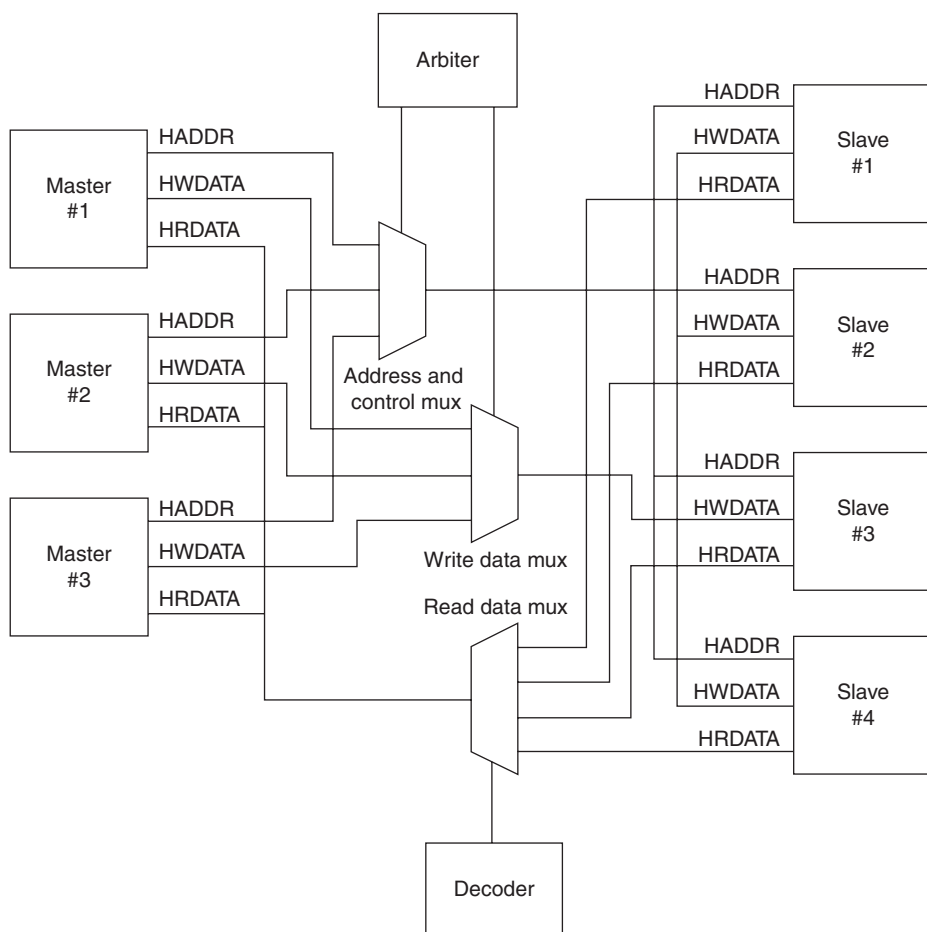 Arbiter
Master
#1
HADDR
HWDATA
HRDATA
Master
#2
HADDR
HWDATA
HRDATA
Master
#3
HADDR
HWDATA
HRDATA
Address and
control mux
Write data mux
Read data mux
Decoder
HADDR
HWDATA
HRDATA
Slave
#1
HADDR
HWDATA
HRDATA
Slave
#2
HADDR
HWDATA
HRDATA
Slave
#3
HADDR
HWDATA
HRDATA
Slave
#4